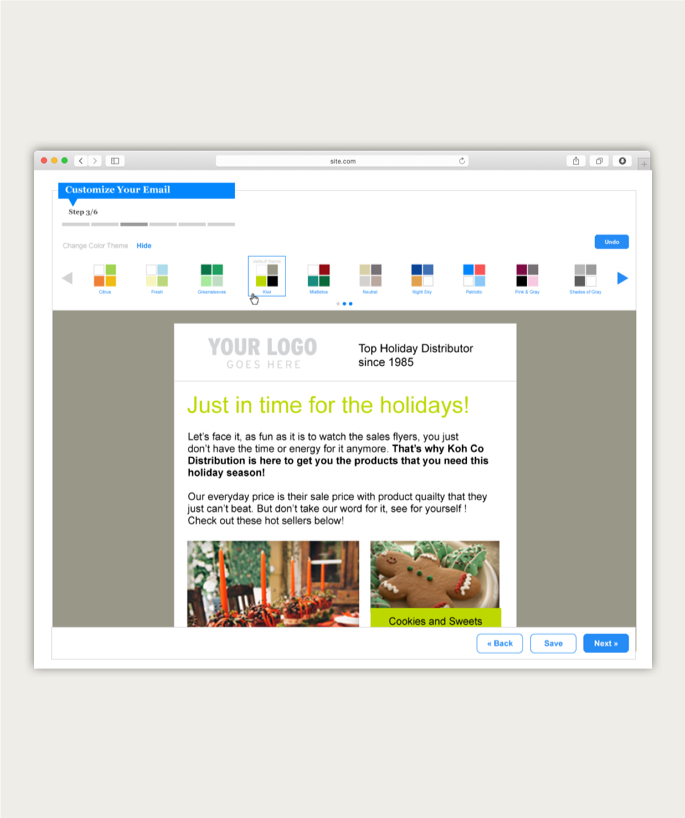 site.com
Customize Your Email
Step 3/6
Change Color Theme Hide
Undo
Citrus
Fresh
Greensleeves
Kiwi
Mistletoe
Neutral
Night Sky
Patriotic
Pink & Gray
Shades of Gray
YOUR LOGO
GOES HERE
Top Holiday Distributor
since 1985
Just in time for the holidays!
Let's face it, as fun as it is to watch the sales flyers, you just
don't have the time or energy for it anymore. That's why Koh Co
Distribution is here to get you the products that you need this
holiday season!
Our everyday price is their sale price with product quailty that they
just can't beat. But don't take our word for it, see for yourself !
Check out these hot sellers below!
Cookies and Sweets
« Back
Save
Next »